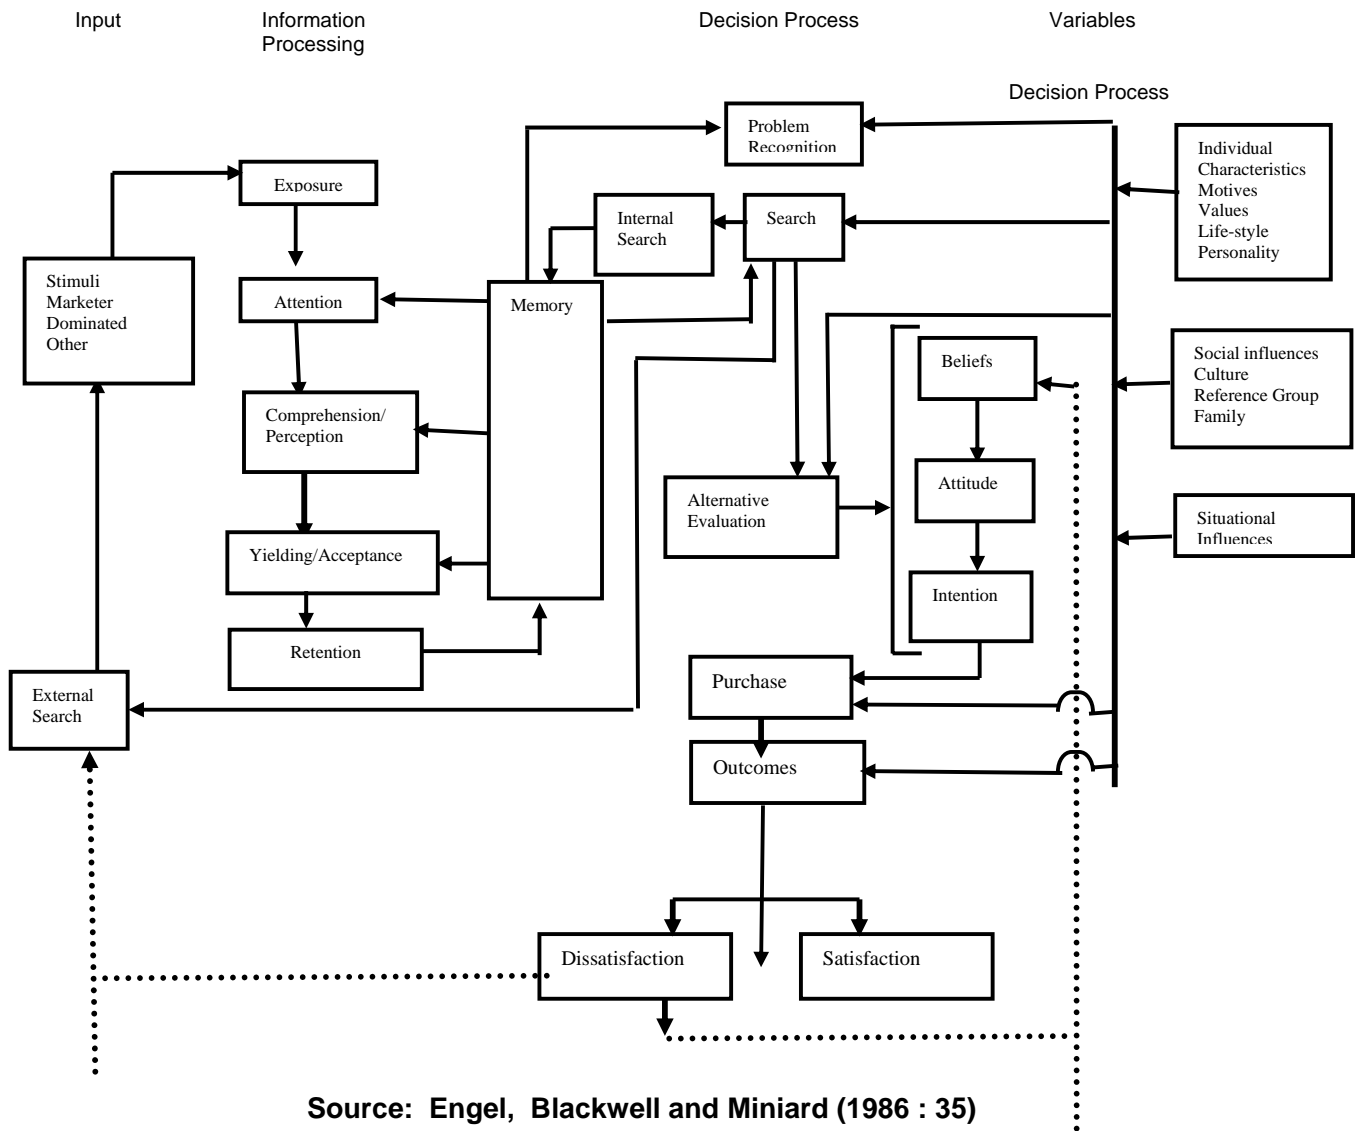 Input
Information
Processing
Decision Process
Variables
Decision Process
Problem
Recognition
Individual
Characteristics
Motives
Values
Life-style
Personality
Exposure
Internal
Search
Search
Stimuli
Marketer
Dominated
Other
Attention
Memory
Beliefs
Social influences
Culture
Reference Group
Family
Comprehension/
Perception
Attitude
Alternative
Evaluation
Situational
Influences
Yielding/Acceptance
Intention
Retention
External
Search
Purchase
Outcomes
Dissatisfaction
Satisfaction
Source: Engel, Blackwell and Miniard (1986 : 35)